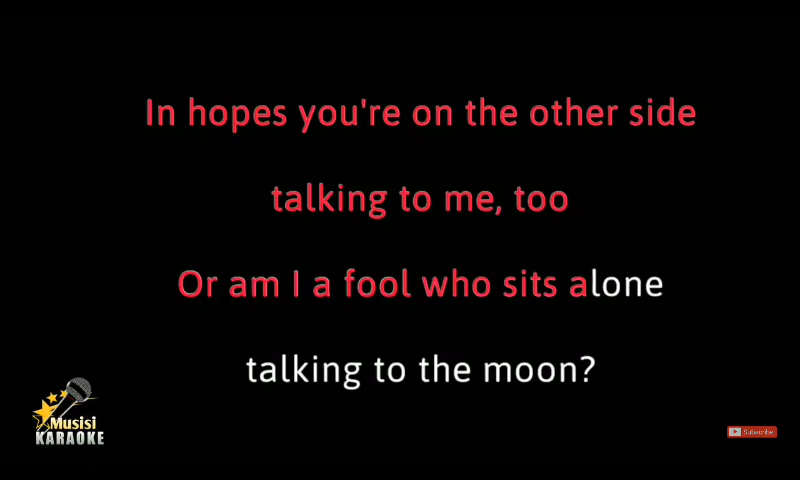 In hopes you're on the other side
talking to me, too
Or am I a fool who sits alone
talking to the moon?
Musisi
KARAOKE
Subscribe